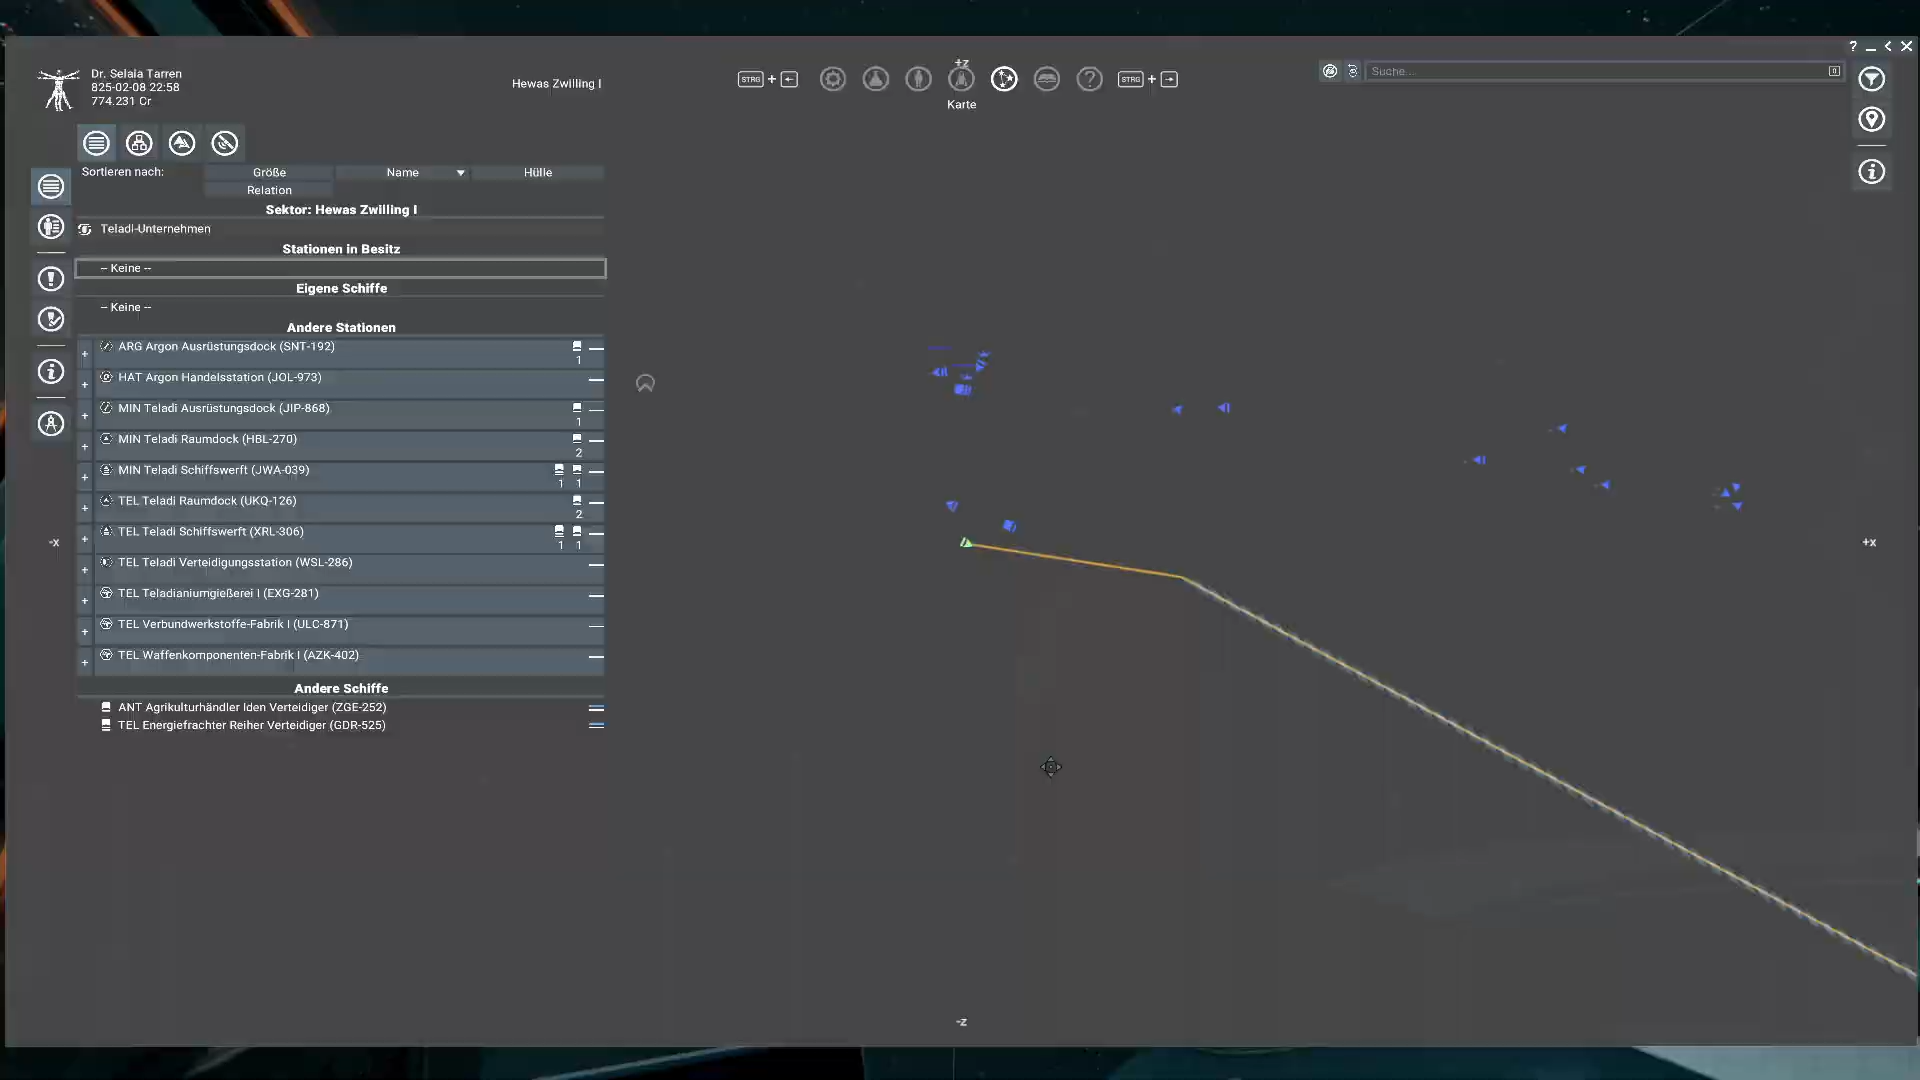 Dr. Selaia Tarren
825-02-08 22:58
774.231 Cr
Hewas Zwilling I
STRG + ←
+z
STRG + →
Karte
Suche...
Sortieren nach:
Größe
Name
Hülle
Relation
Sektor: Hewas Zwilling I
Teladi-Unternehmen
Stationen in Besitz
-- Keine --
Eigene Schiffe
-- Keine --
Andere Stationen
+ ARG Argon Ausrüstungsdock (SNT-192)
1
+ HAT Argon Handelsstation (JOL-973)
+ MIN Teladi Ausrüstungsdock (JIP-868)
1
+ MIN Teladi Raumdock (HBL-270)
2
+ MIN Teladi Schiffswerft (JWA-039)
1 1
+ TEL Teladi Raumdock (UKQ-126)
2
+ TEL Teladi Schiffswerft (XRL-306)
1 1
+ TEL Teladi Verteidigungsstation (WSL-286)
+ TEL Teladianiumgießerei I (EXG-281)
+ TEL Verbundwerkstoffe-Fabrik I (ULC-871)
+ TEL Waffenkomponenten-Fabrik I (AZK-402)
Andere Schiffe
ANT Agrikulturhändler Iden Verteidiger (ZGE-252)
TEL Energiefrachter Reiher Verteidiger (GDR-525)
-x
+x
-z